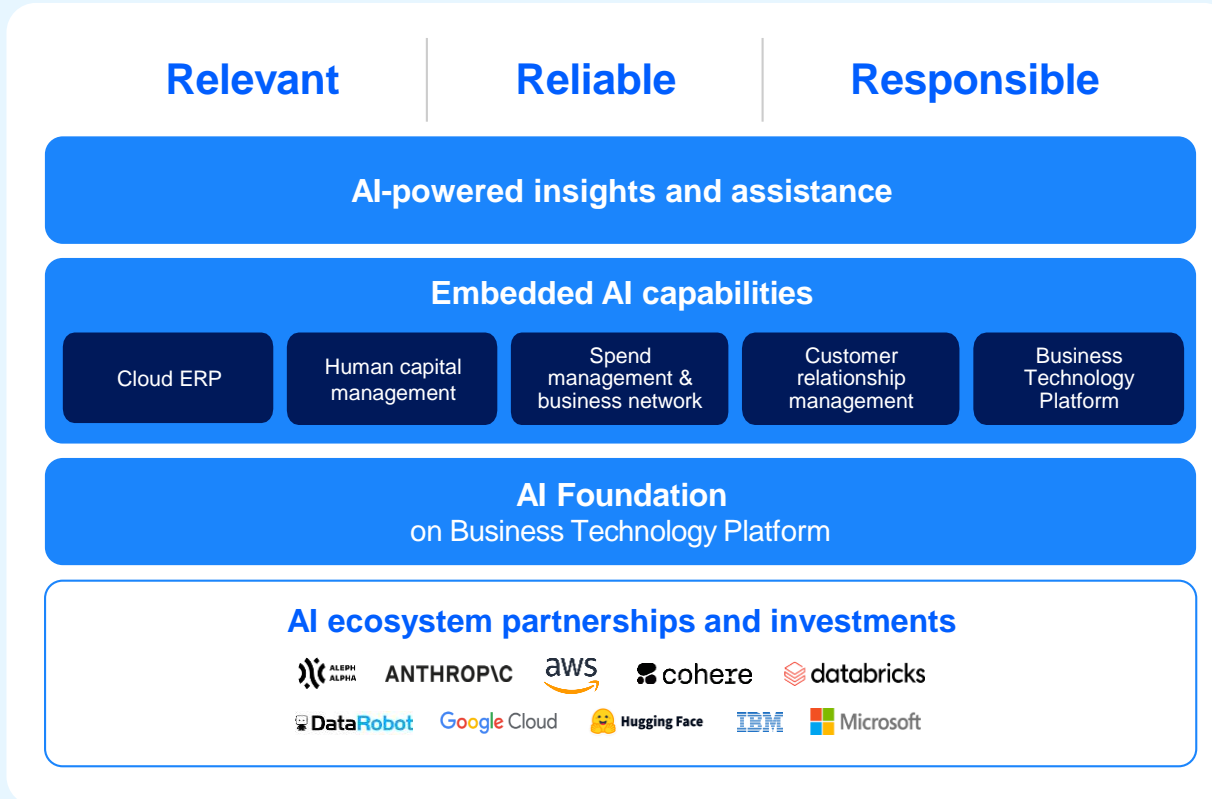 Relevant
Reliable
Responsible
AI-powered insights and assistance
Embedded AI capabilities
Cloud ERP
Human capital
management
Spend
management &
business network
Customer
relationship
management
Business
Technology
Platform
AI Foundation
on Business Technology Platform
AI ecosystem partnerships and investments
ALEPH
ALPHA
ANTHROP\C
aws
cohere
databricks
DataRobot
Google Cloud
Hugging Face
IBM
Microsoft